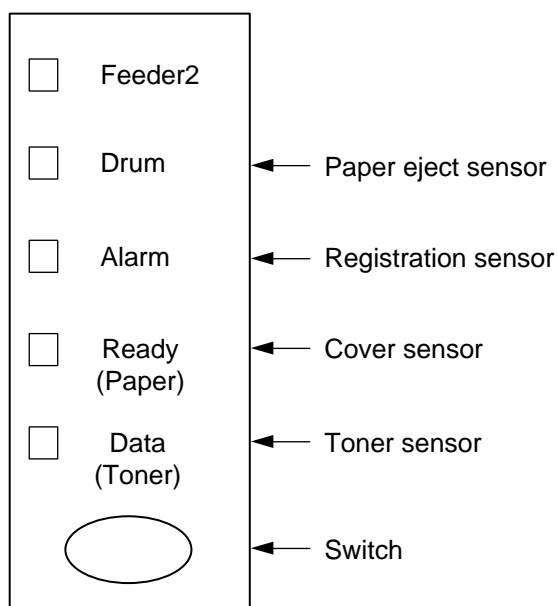 Feeder2
Drum
Paper eject sensor
Alarm
Registration sensor
Ready
(Paper)
Cover sensor
Data
(Toner)
Toner sensor
Switch